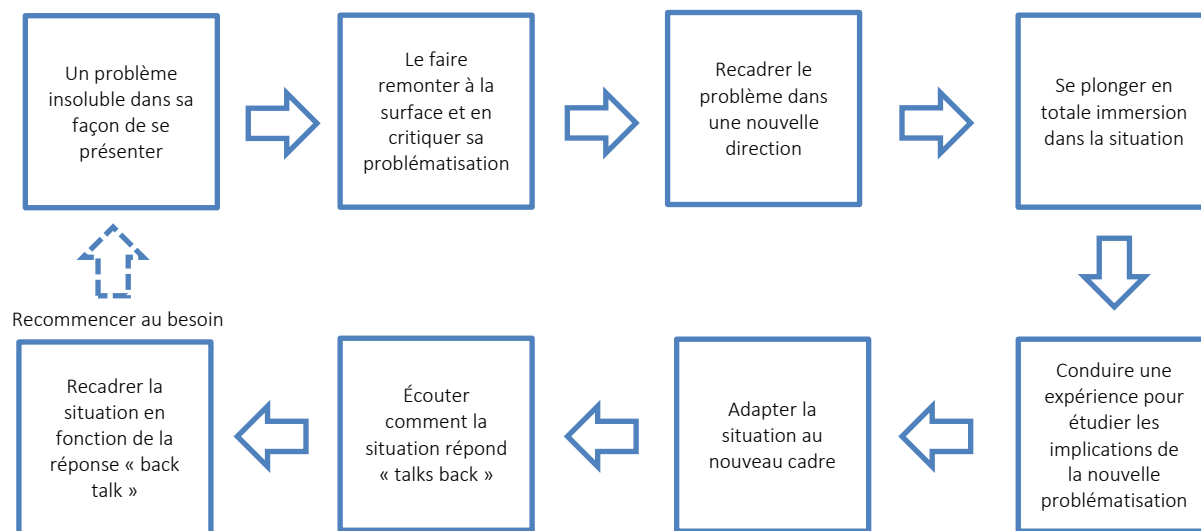 Un problème
insoluble dans sa
façon de se
présenter
Le faire
remonter à la
surface et en
critiquer sa
problématisation
Recadrer le
problème dans
une nouvelle
direction
Se plonger en
totale immersion
dans la situation
Conduire une
expérience pour
étudier les
implications de
la nouvelle
problématisation
Adapter la
situation au
nouveau cadre
Écouter
comment la
situation répond
« talks back »
Recadrer la
situation en
fonction de la
réponse « back
talk »
Recommencer au besoin